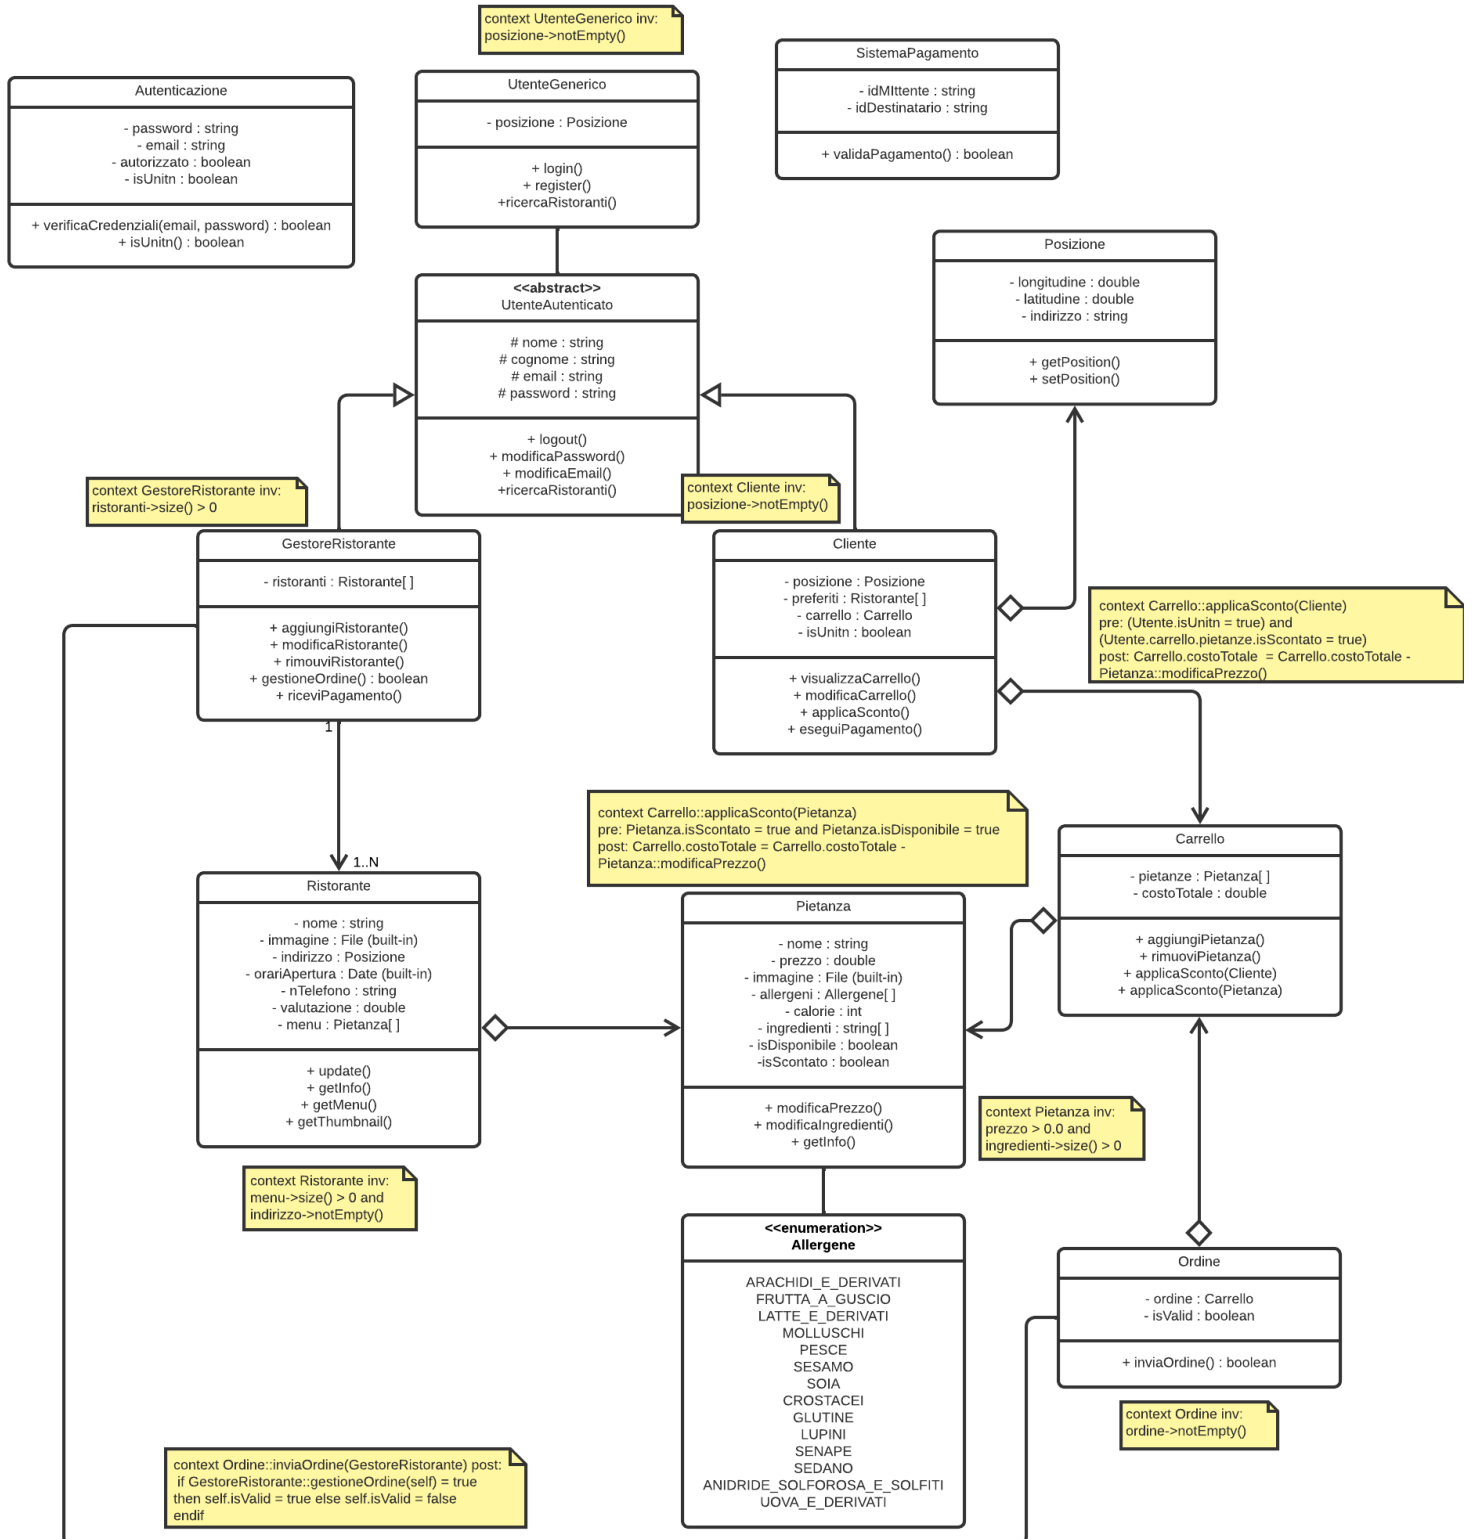 context UtenteGenerico inv:
posizione->notEmpty()
SistemaPagamento
- idMIttente : string
- idDestinatario : string
+ validaPagamento() : boolean
Autenticazione
- password : string
- email : string
- autorizzato : boolean
- isUnitn : boolean
+ verificaCredenziali(email, password) : boolean
+ isUnitn() : boolean
UtenteGenerico
- posizione : Posizione
+ login()
+ register()
+ricercaRistoranti()
Posizione
- longitudine : double
- latitudine : double
- indirizzo : string
+ getPosition()
+ setPosition()
<<abstract>>
UtenteAutenticato
# nome : string
# cognome : string
# email : string
# password : string
+ logout()
+ modificaPassword()
+ modificaEmail()
+ricercaRistoranti()
context GestoreRistorante inv:
ristoranti->size() > 0
context Cliente inv:
posizione->notEmpty()
GestoreRistorante
- ristoranti : Ristorante[ ]
+ aggiungiRistorante()
+ modificaRistorante()
+ rimuoviRistorante()
+ gestioneOrdine() : boolean
+ riceviPagamento()
1
1..N
Cliente
- posizione : Posizione
- preferiti : Ristorante[ ]
- carrello : Carrello
- isUnitn : boolean
+ visualizzaCarrello()
+ modificaCarrello()
+ applicaSconto()
+ eseguiPagamento()
context Carrello::applicaSconto(Cliente)
pre: (Utente.isUnitn = true) and
(Utente.carrello.pietanze.isScontato = true)
post: Carrello.costoTotale = Carrello.costoTotale -
Pietanza::modificaPrezzo()
context Carrello::applicaSconto(Pietanza)
pre: Pietanza.isScontato = true and Pietanza.isDisponibile = true
post: Carrello.costoTotale = Carrello.costoTotale -
Pietanza::modificaPrezzo()
Carrello
- pietanze : Pietanza[ ]
- costoTotale : double
+ aggiungiPietanza()
+ rimuoviPietanza()
+ applicaSconto(Cliente)
+ applicaSconto(Pietanza)
Ristorante
- nome : string
- immagine : File (built-in)
- indirizzo : Posizione
- orariApertura : Date (built-in)
- nTelefono : string
- valutazione : double
- menu : Pietanza[ ]
+ update()
+ getInfo()
+ getMenu()
+ getThumbnail()
Pietanza
- nome : string
- prezzo : double
- immagine : File (built-in)
- allergeni : Allergene[ ]
- calorie : int
- ingredienti : string[ ]
- isDisponibile : boolean
-isScontato : boolean
+ modificaPrezzo()
+ modificaIngredienti()
+ getInfo()
context Pietanza inv:
prezzo > 0.0 and
ingredienti->size() > 0
context Ristorante inv:
menu->size() > 0 and
indirizzo->notEmpty()
<<enumeration>>
Allergene
ARACHIDI_E_DERIVATI
FRUTTA_A_GUSCIO
LATTE_E_DERIVATI
MOLLUSCHI
PESCE
SESAMO
SOIA
CROSTACEI
GLUTINE
LUPINI
SENAPE
SEDANO
ANIDRIDE_SOLFOROSA_E_SOLFITI
UOVA_E_DERIVATI
Ordine
- ordine : Carrello
- isValid : boolean
+ inviaOrdine() : boolean
context Ordine inv:
ordine->notEmpty()
context Ordine::inviaOrdine(GestoreRistorante) post:
if GestoreRistorante::gestioneOrdine(self) = true
then self.isValid = true else self.isValid = false
endif